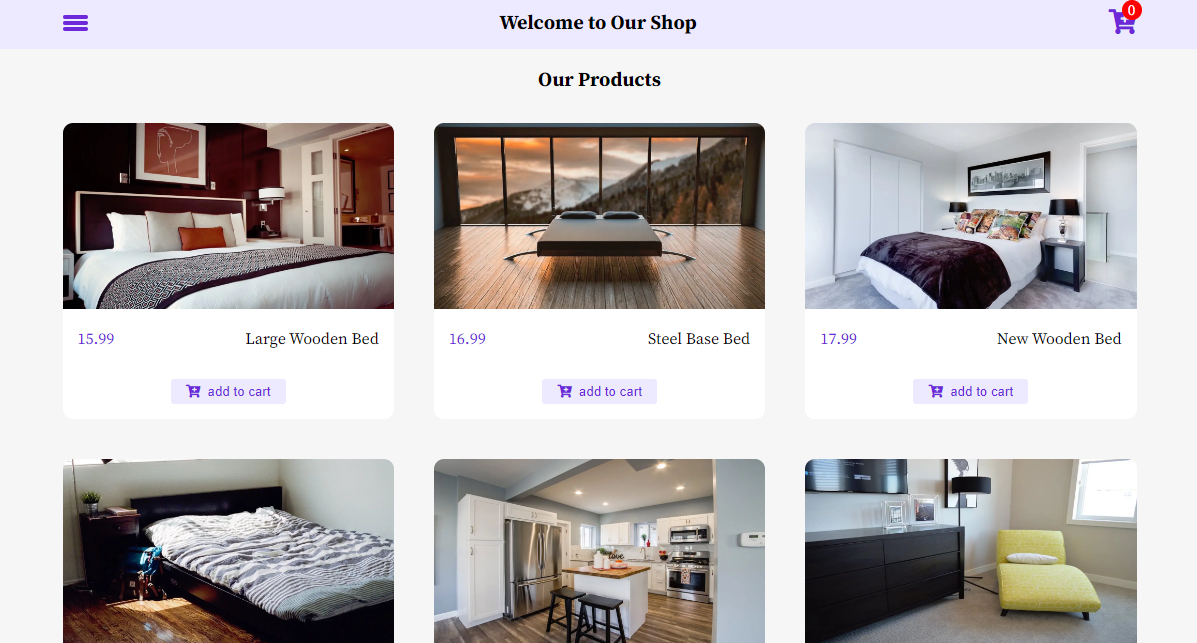 Welcome to Our Shop
0
Our Products
15.99 Large Wooden Bed
16.99 Steel Base Bed
17.99 New Wooden Bed
add to cart
add to cart
add to cart
love